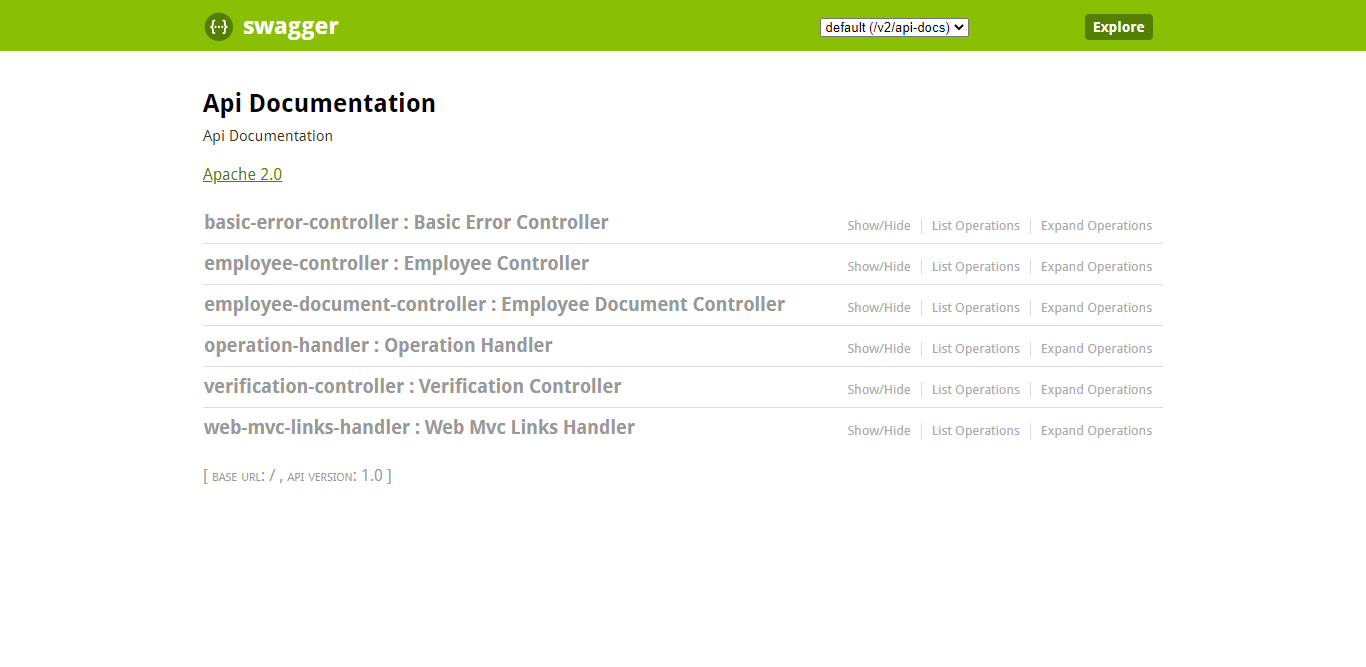 {···} swagger default (/v2/api-docs) Explore
Api Documentation
Api Documentation
Apache 2.0
basic-error-controller : Basic Error Controller Show/Hide List Operations Expand Operations
employee-controller : Employee Controller Show/Hide List Operations Expand Operations
employee-document-controller : Employee Document Controller Show/Hide List Operations Expand Operations
operation-handler : Operation Handler Show/Hide List Operations Expand Operations
verification-controller : Verification Controller Show/Hide List Operations Expand Operations
web-mvc-links-handler : Web Mvc Links Handler Show/Hide List Operations Expand Operations
[ BASE URL: / , API VERSION: 1.0 ]